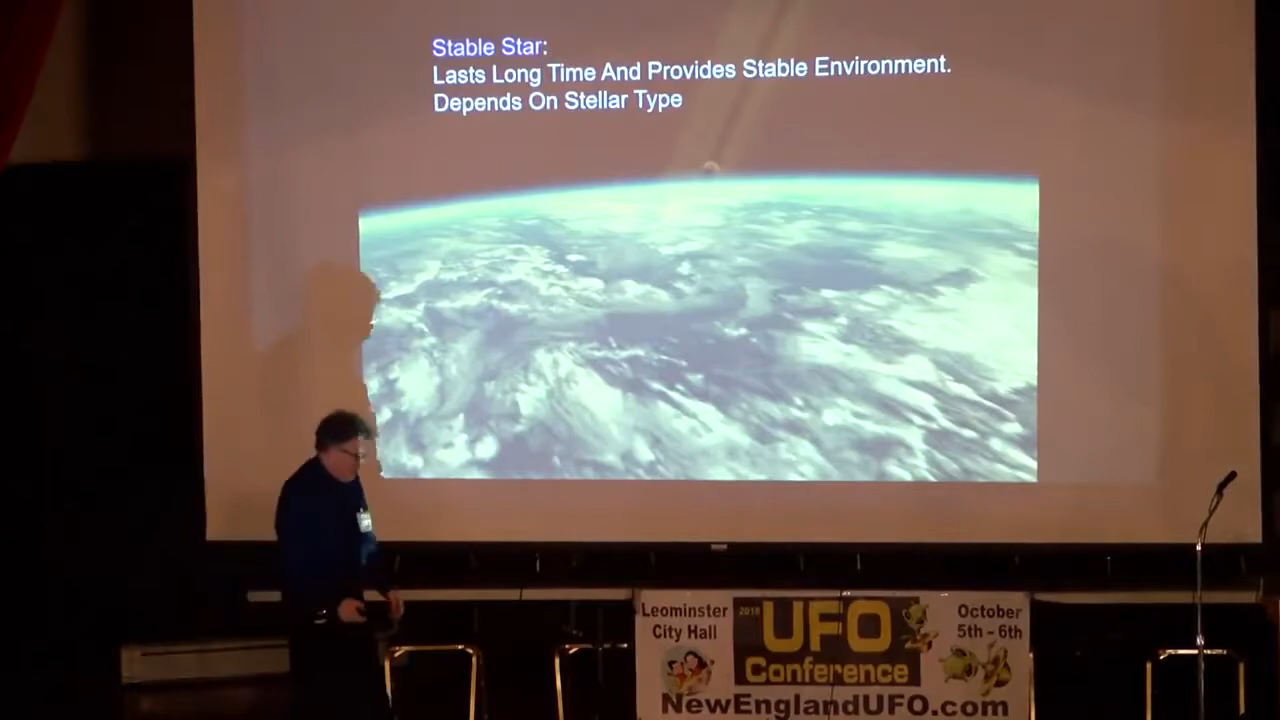 Stable Star:
Lasts Long Time And Provides Stable Environment.
Depends On Stellar Type
Leominster
City Hall
UFO
Conference
October
5th - 6th
NewEnglandUFO.com